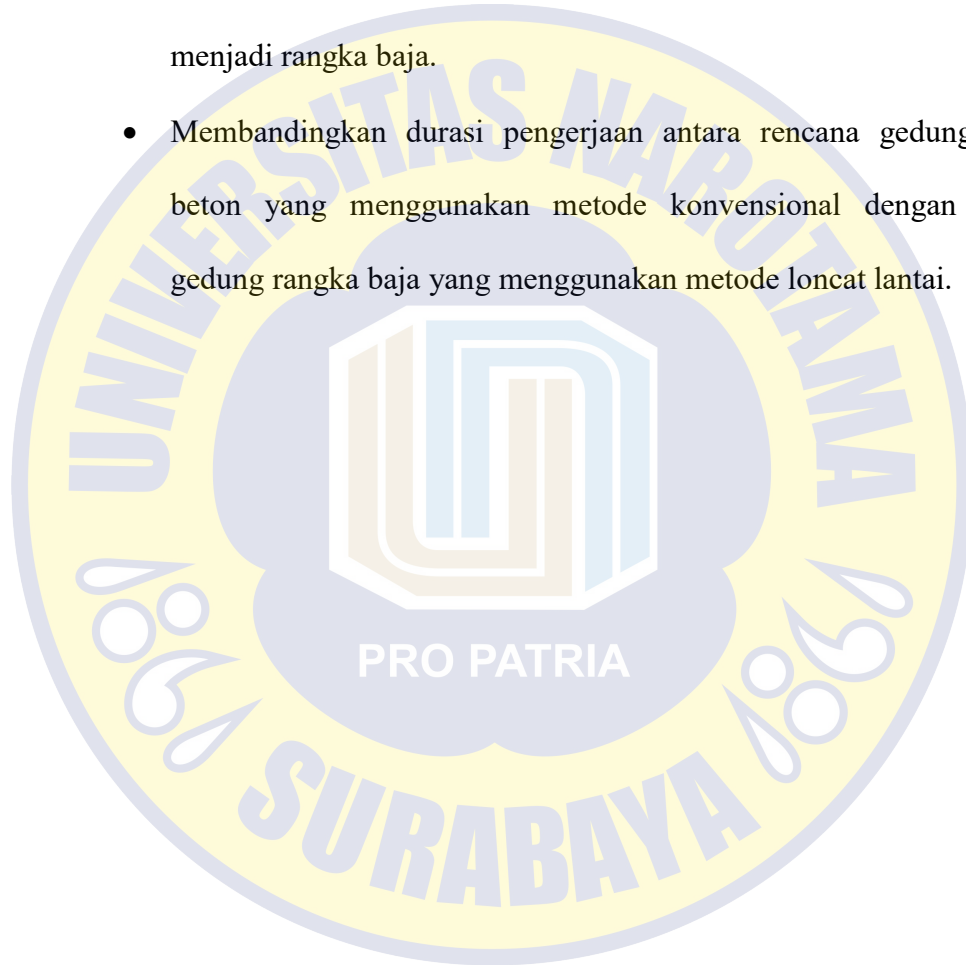 menjadi rangka baja.
• Membandingkan durasi pengerjaan antara rencana gedung
beton yang menggunakan metode konvensional dengan
gedung rangka baja yang menggunakan metode loncat lantai.
UNIVERSITAS NAROTAMA
PRO PATRIA
SURABAYA